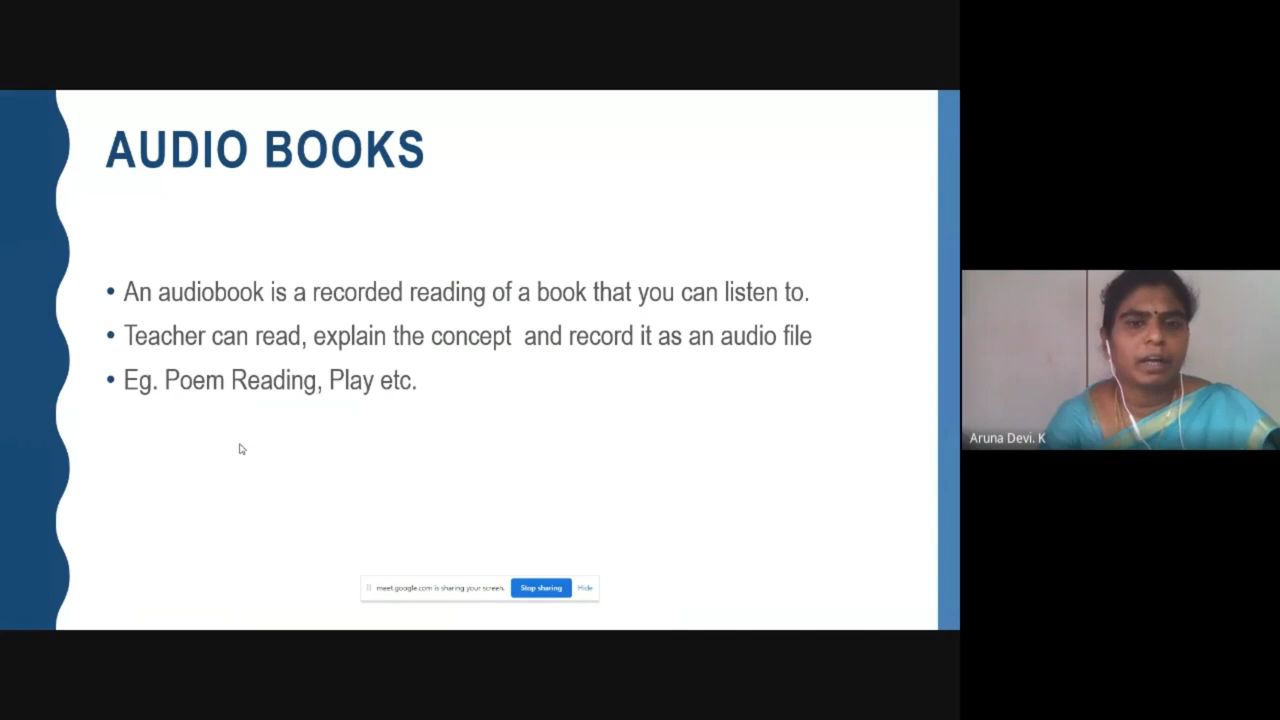 AUDIO BOOKS
• An audiobook is a recorded reading of a book that you can listen to.
• Teacher can read, explain the concept  and record it as an audio file
• Eg. Poem Reading, Play etc.
Aruna Devi. K
meet.google.com is sharing your screen. Stop sharing Hide